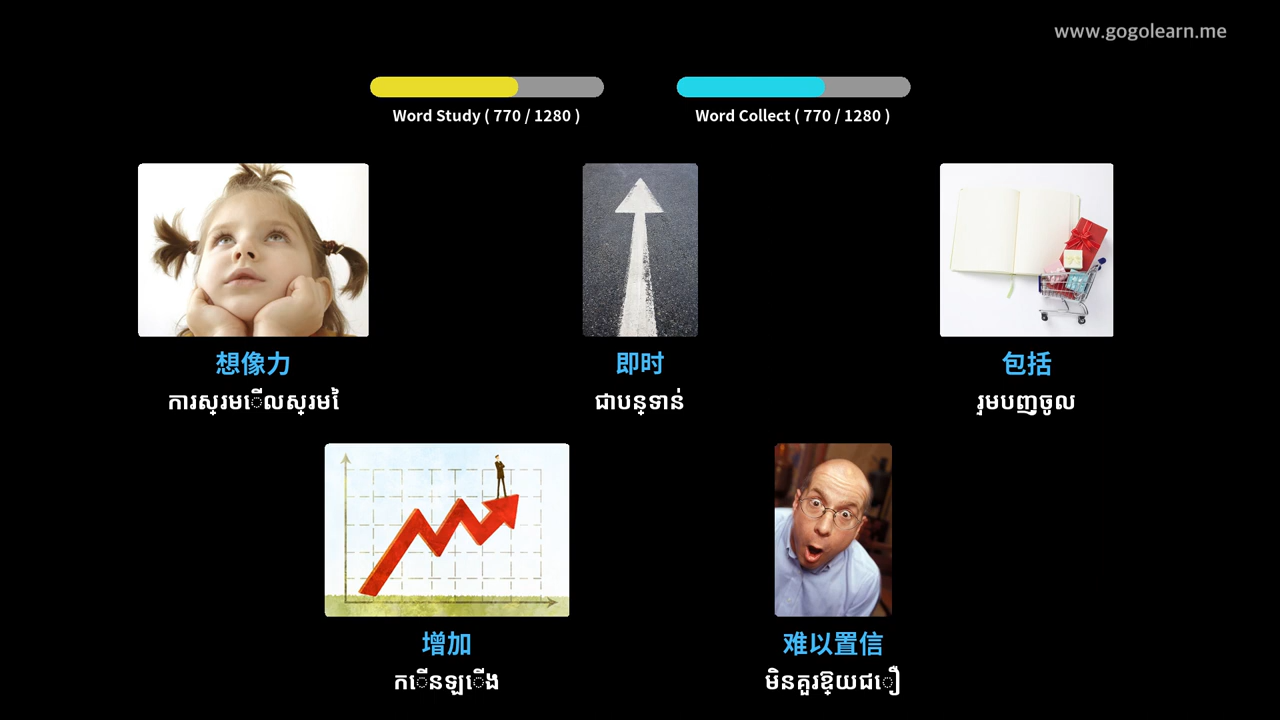 www.gogolearn.me
Word Study ( 770 / 1280 )
Word Collect ( 770 / 1280 )
想像力
ការស្រមើលស្រមៃ
即时
ជាបន្ទាន់
包括
រួមបញ្ចូល
增加
កើនឡើង
难以置信
មិនគួរឱ្យជឿ